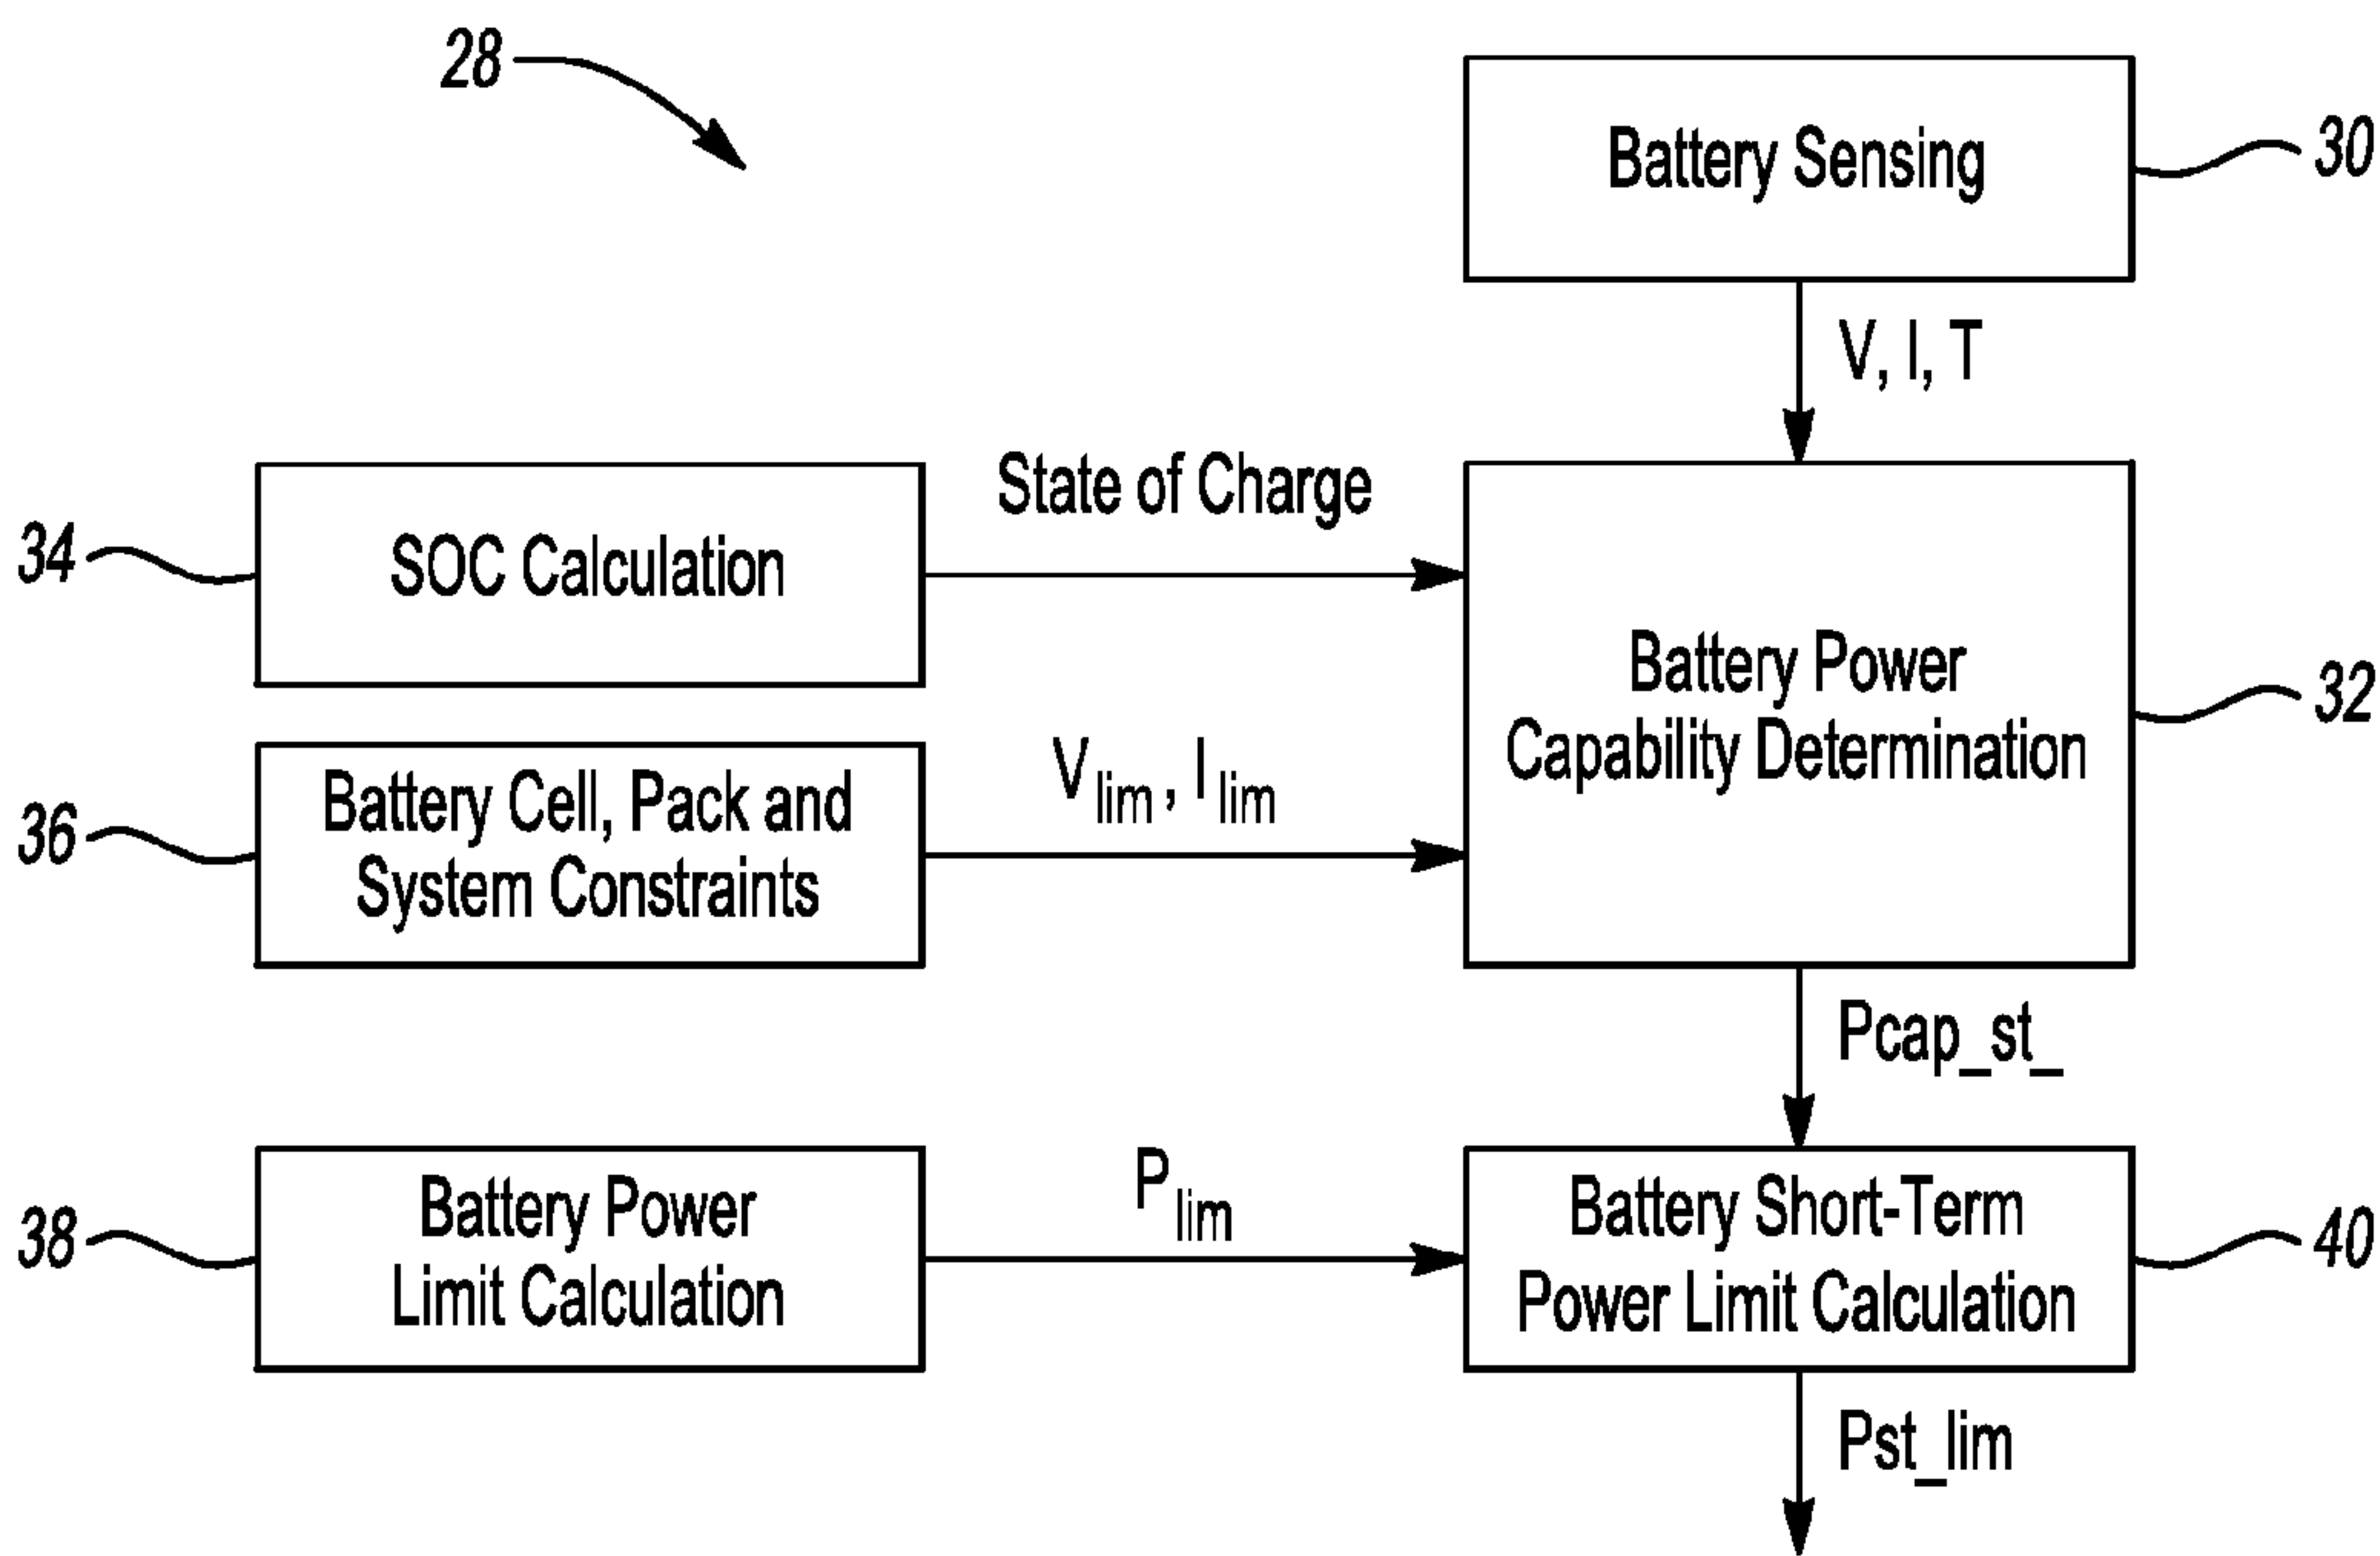 28
Battery Sensing
30
V, I, T
34
SOC Calculation
State of Charge
Battery Power
Capability Determination
32
36
Battery Cell, Pack and
System Constraints
Vlim, Ilim
Pcap_st_
38
Battery Power
Limit Calculation
Plim
Battery Short-Term
Power Limit Calculation
40
Pst_lim